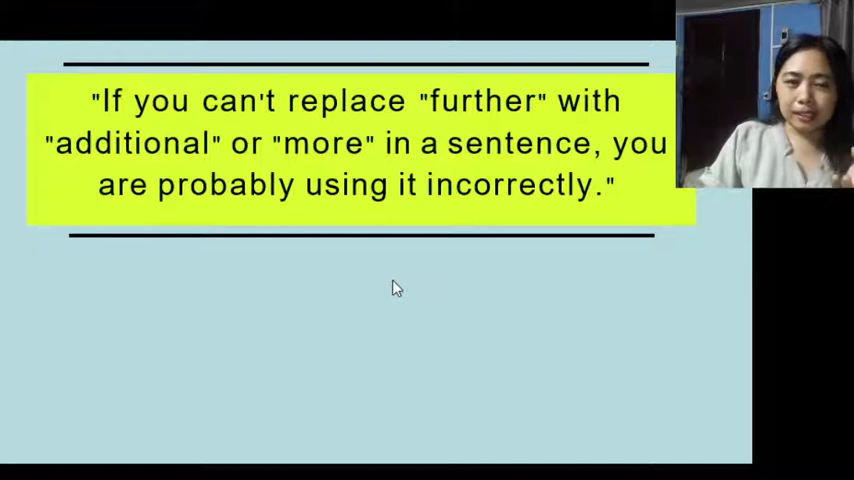 "If you can't replace "further" with
"additional" or "more" in a sentence, you
are probably using it incorrectly."